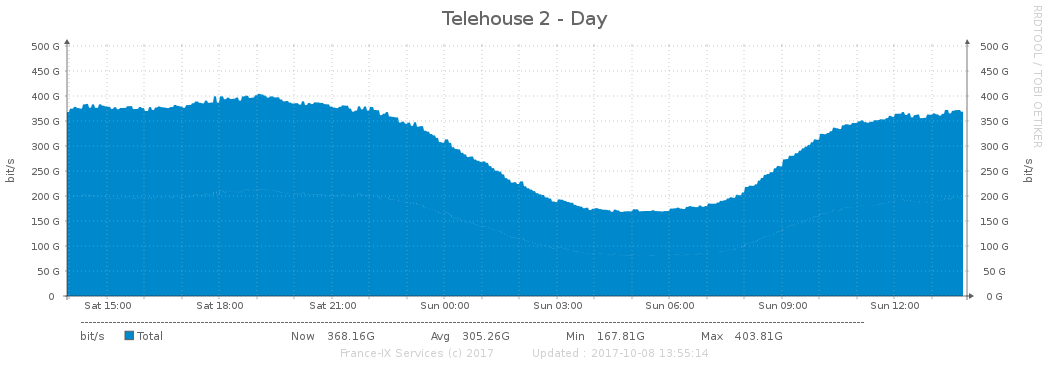 Telehouse 2 - Day
RRDTOOL / TOBI OETIKER
bit/s
500 G 500 G
450 G 450 G
400 G 400 G
350 G 350 G
300 G 300 G
250 G 250 G
200 G 200 G
150 G 150 G
100 G 100 G
50 G 50 G
0 0 G
bit/s
Sat 15:00 Sat 18:00 Sat 21:00 Sun 00:00 Sun 03:00 Sun 06:00 Sun 09:00 Sun 12:00
bit/s Total Now 368.16G Avg 305.26G Min 167.81G Max 403.81G
France-IX Services (c) 2017 Updated : 2017-10-08 13:55:14